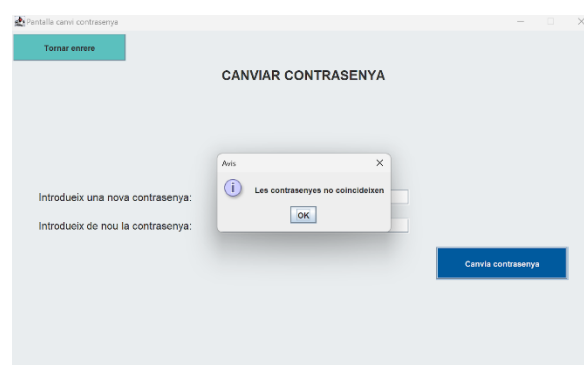 Pantalla canvi contrasenya
Tornar enrere
CANVIAR CONTRASENYA
Avis
Les contrasenyes no coincideixen
OK
Introdueix una nova contrasenya:
Introdueix de nou la contrasenya:
Canvia contrasenya